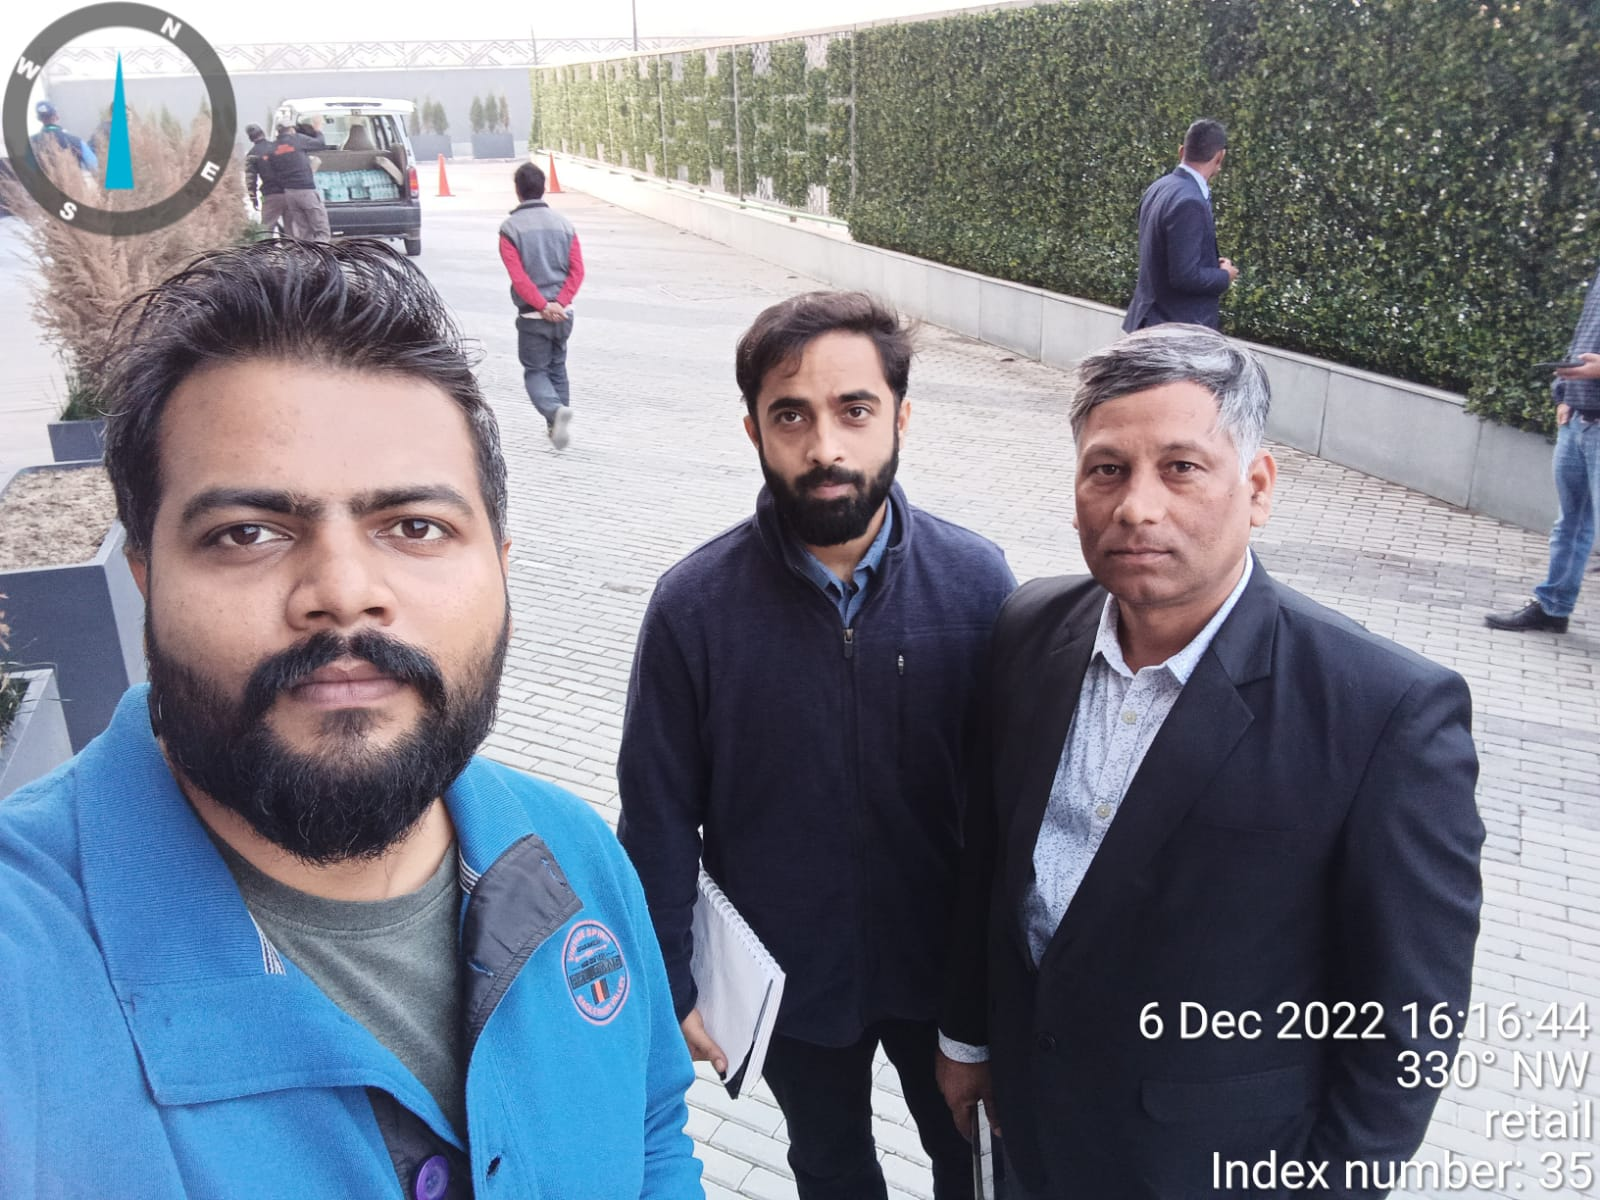 N
W
E
S
6 Dec 2022 16:16:44
330° NW
retail
Index number: 35